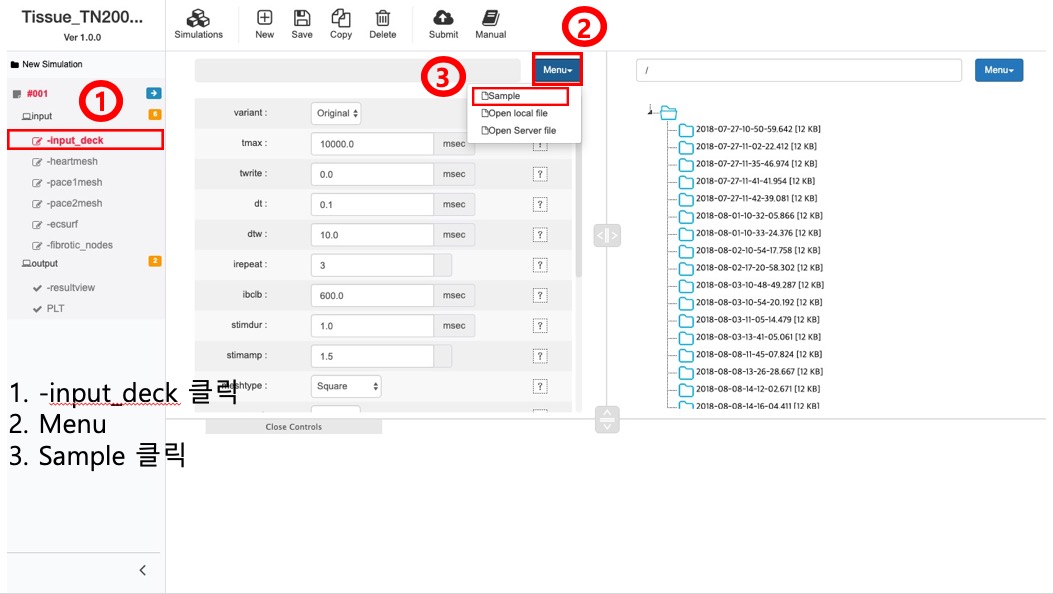 Tissue_TN200...
Ver 1.0.0
Simulations
New
Save
Copy
Delete
Submit
Manual
New Simulation
#001
input
6
-input_deck
-heartmesh
-pace1mesh
-pace2mesh
-ecsurf
-fibrotic_nodes
output
2
-resultview
PLT
1
2
3
Menu
Sample
Open local file
Open Server file
variant :
Original
tmax :
10000.0
msec
?
twrite :
0.0
msec
?
dt :
0.1
msec
?
dtw :
10.0
msec
?
irepeat :
3
?
ibclb :
600.0
msec
?
stimdur :
1.0
msec
?
stimamp :
1.5
?
meshtype :
Square
?
Close Controls
/
Menu
2018-07-27-10-50-59.642 [12 KB]
2018-07-27-11-02-22.412 [12 KB]
2018-07-27-11-35-46.974 [12 KB]
2018-07-27-11-41-41.954 [12 KB]
2018-07-27-11-42-39.081 [12 KB]
2018-08-01-10-32-05.866 [12 KB]
2018-08-01-10-33-24.376 [12 KB]
2018-08-02-10-54-17.758 [12 KB]
2018-08-02-17-20-58.302 [12 KB]
2018-08-03-10-48-49.287 [12 KB]
2018-08-03-10-54-20.192 [12 KB]
2018-08-03-11-05-14.479 [12 KB]
2018-08-03-13-41-05.061 [12 KB]
2018-08-08-11-45-07.824 [12 KB]
2018-08-08-13-26-28.667 [12 KB]
2018-08-08-14-12-02.671 [12 KB]
2018-08-08-14-16-04.411 [12 KB]
1. -input_deck 클릭
2. Menu
3. Sample 클릭